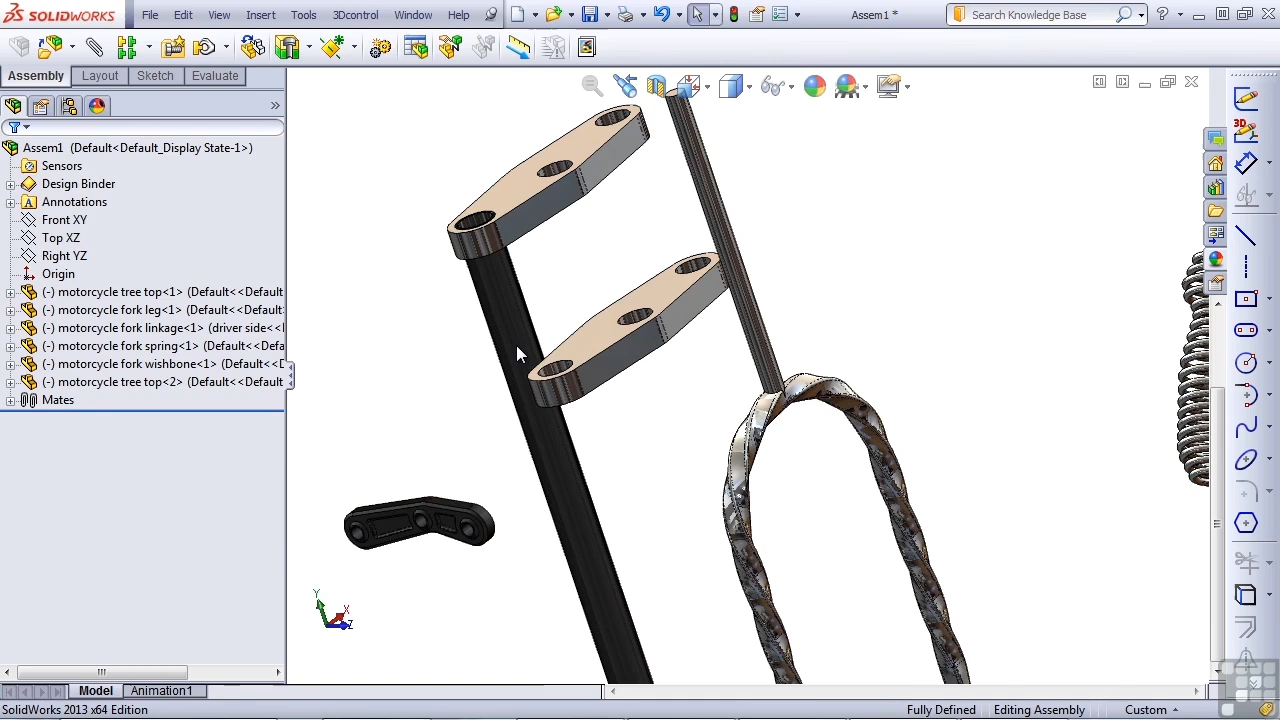 SOLIDWORKS File Edit View Insert Tools 3Dcontrol Window Help Assem1 * Search Knowledge Base
Assembly Layout Sketch Evaluate
Assem1 (Default<Default_Display State-1>)
Sensors
Design Binder
Annotations
Front XY
Top XZ
Right YZ
Origin
(-) motorcycle tree top<1> (Default<<Default
(-) motorcycle fork leg<1> (Default<<Default
(-) motorcycle fork linkage<1> (driver side<<
(-) motorcycle fork spring<1> (Default<<Defa
(-) motorcycle fork wishbone<1> (Default<<D
(-) motorcycle tree top<2> (Default<<Default
Mates
3D
Y
X
Z
Model Animation1
SolidWorks 2013 x64 Edition Fully Defined Editing Assembly Custom